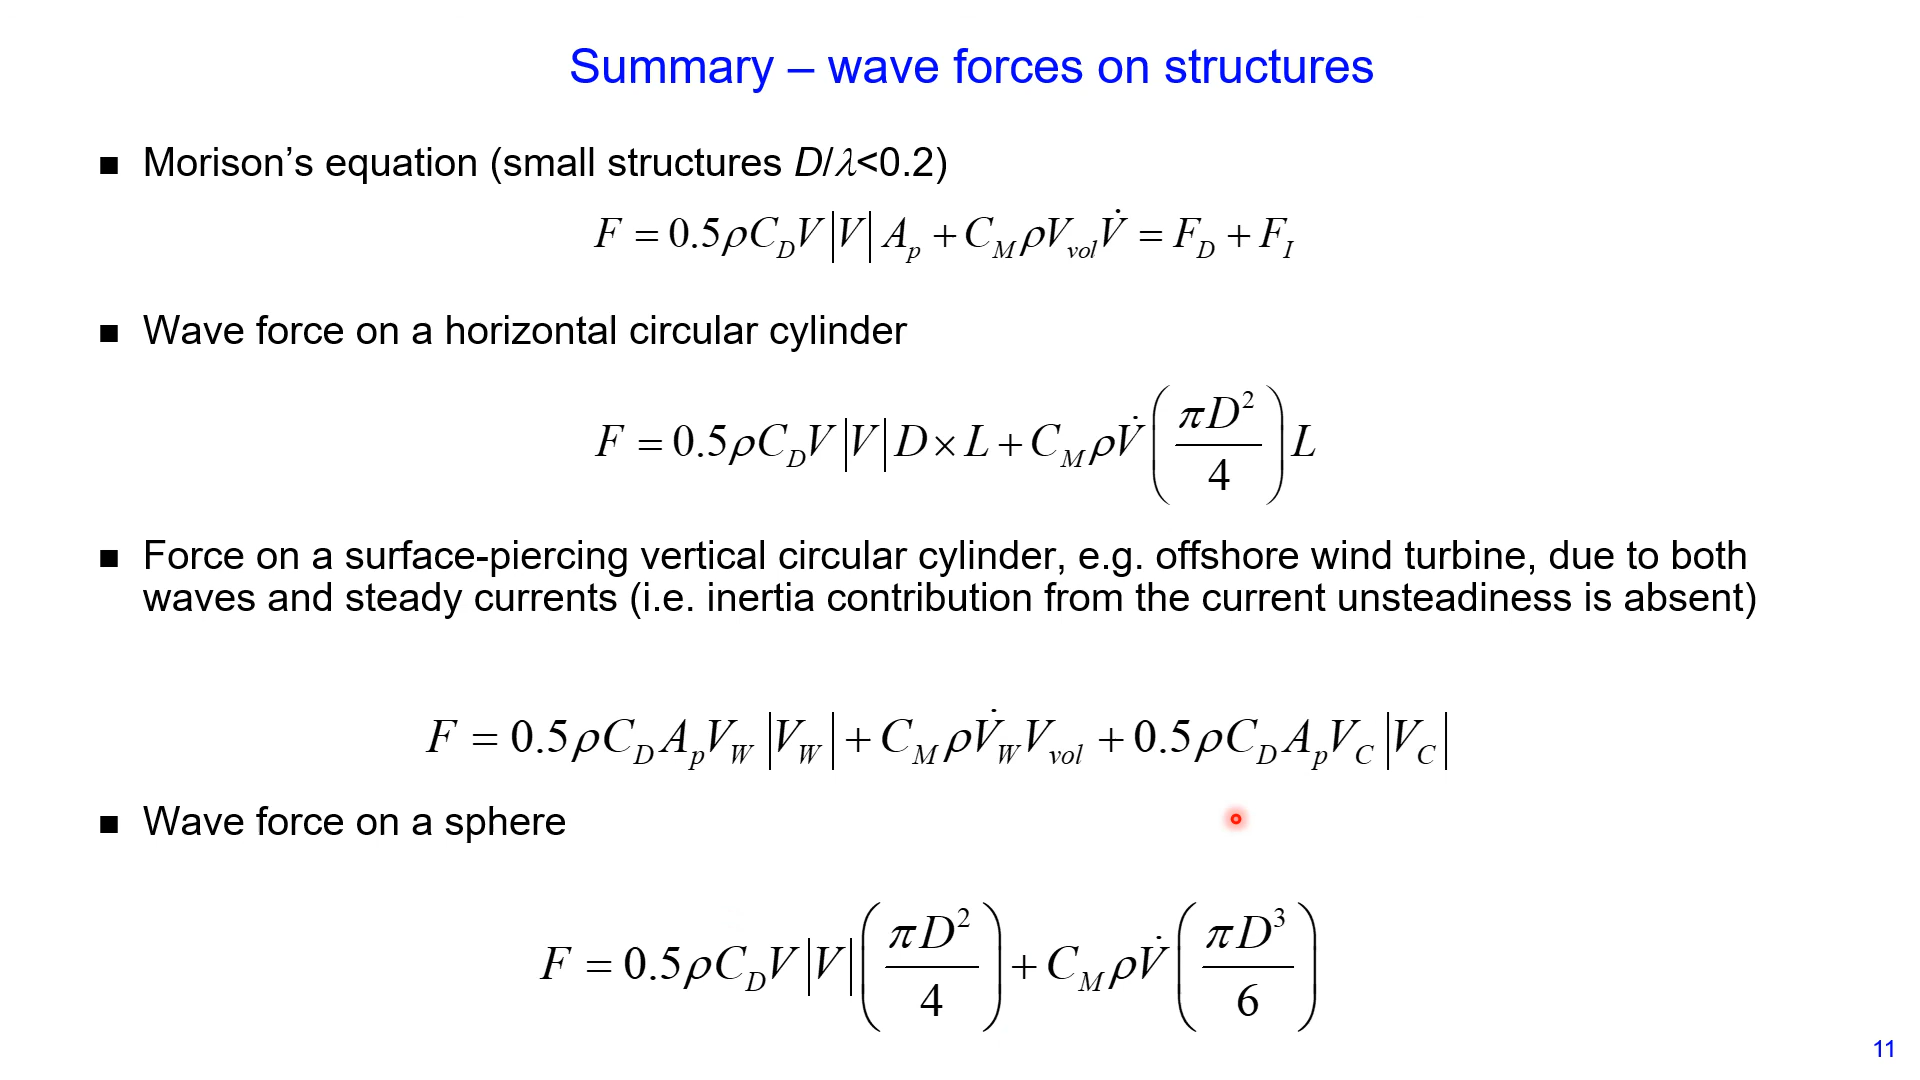 Summary – wave forces on structures
■ Morison’s equation (small structures D/λ<0.2)
F = 0.5ρC_D V|V| A_p + C_M ρV_vol V̇ = F_D + F_I
■ Wave force on a horizontal circular cylinder
F = 0.5ρC_D V|V| D × L + C_M ρV̇ (πD²/4) L
■ Force on a surface-piercing vertical circular cylinder, e.g. offshore wind turbine, due to both
waves and steady currents (i.e. inertia contribution from the current unsteadiness is absent)
F = 0.5ρC_D A_p V_W |V_W| + C_M ρV̇_W V_vol + 0.5ρC_D A_p V_C |V_C|
■ Wave force on a sphere
F = 0.5ρC_D V|V| (πD²/4) + C_M ρV̇ (πD³/6)
11